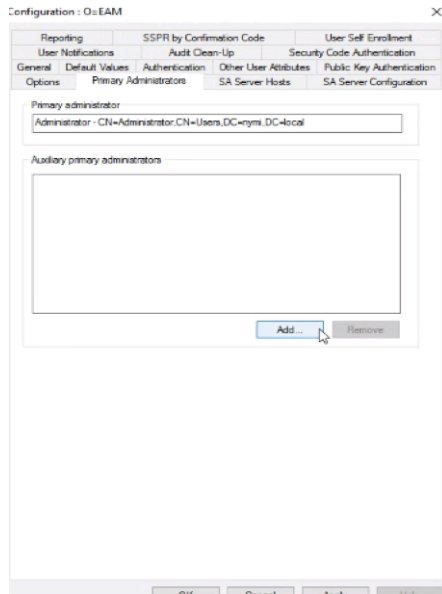 Configuration : O=EAM
Reporting SSPR by Confirmation Code User Self Enrollment
User Notifications Audit Clean-Up Security Code Authentication
General Default Values Authentication Other User Attributes Public Key Authentication
Options Primary Administrators SA Server Hosts SA Server Configuration
Primary administrator
Administrator - CN=Administrator,CN=Users,DC=nymi,DC=local
Auxiliary primary administrators
Add... Remove